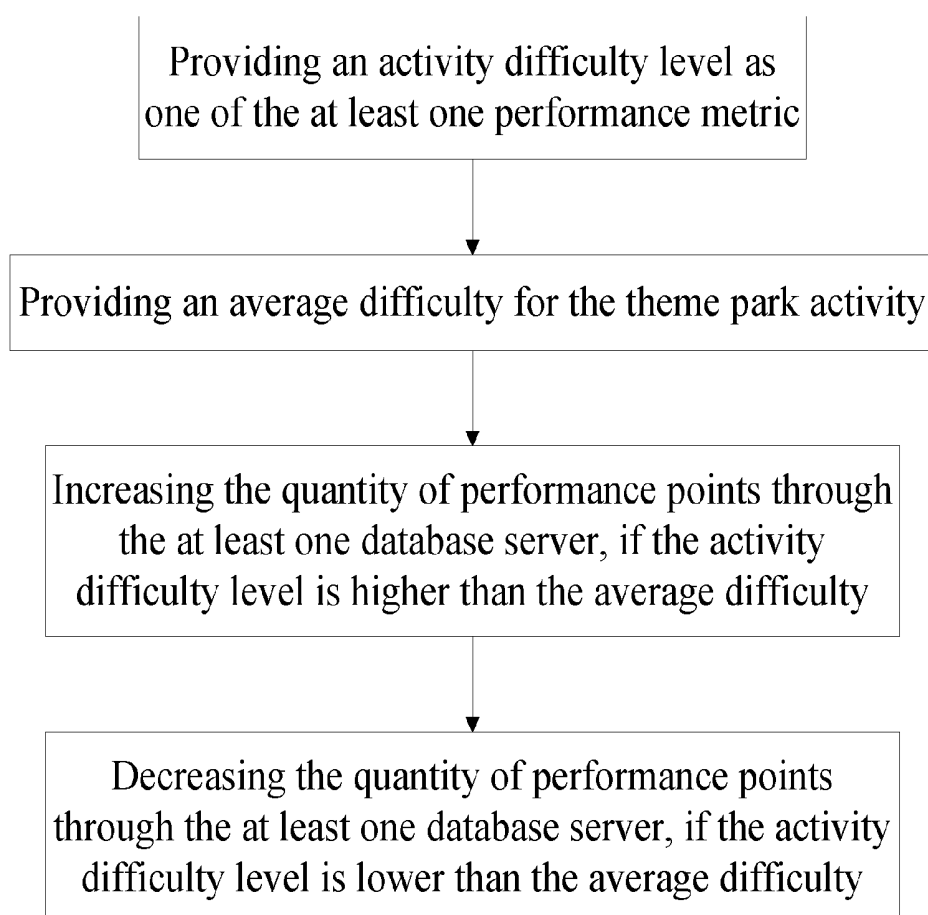 Providing an activity difficulty level as
one of the at least one performance metric
Providing an average difficulty for the theme park activity
Increasing the quantity of performance points through
the at least one database server, if the activity
difficulty level is higher than the average difficulty
Decreasing the quantity of performance points
through the at least one database server, if the activity
difficulty level is lower than the average difficulty